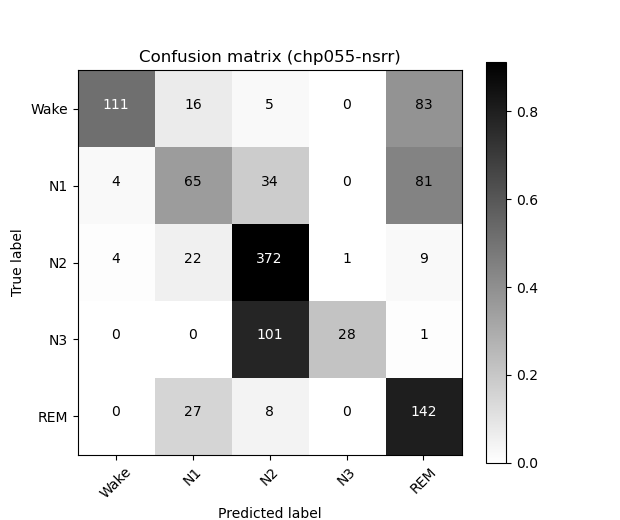 Confusion matrix (chp055-nsrr)
Wake 111 16 5 0 83
N1 4 65 34 0 81
N2 4 22 372 1 9
N3 0 0 101 28 1
REM 0 27 8 0 142
Wake N1 N2 N3 REM
Predicted label
True label
0.8
0.6
0.4
0.2
0.0